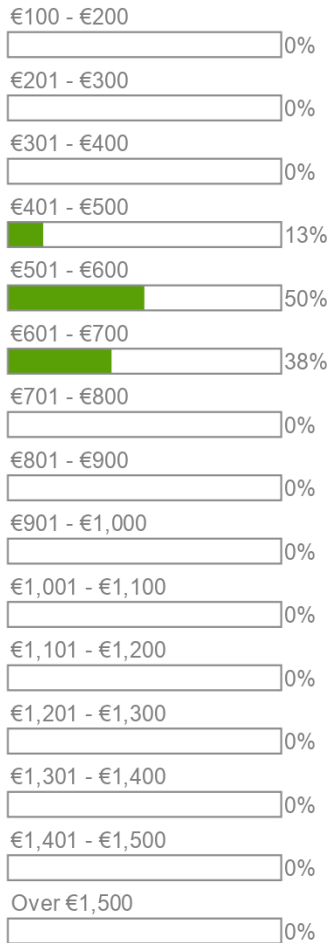 €100 - €200
0%
€201 - €300
0%
€301 - €400
0%
€401 - €500
13%
€501 - €600
50%
€601 - €700
38%
€701 - €800
0%
€801 - €900
0%
€901 - €1,000
0%
€1,001 - €1,100
0%
€1,101 - €1,200
0%
€1,201 - €1,300
0%
€1,301 - €1,400
0%
€1,401 - €1,500
0%
Over €1,500
0%